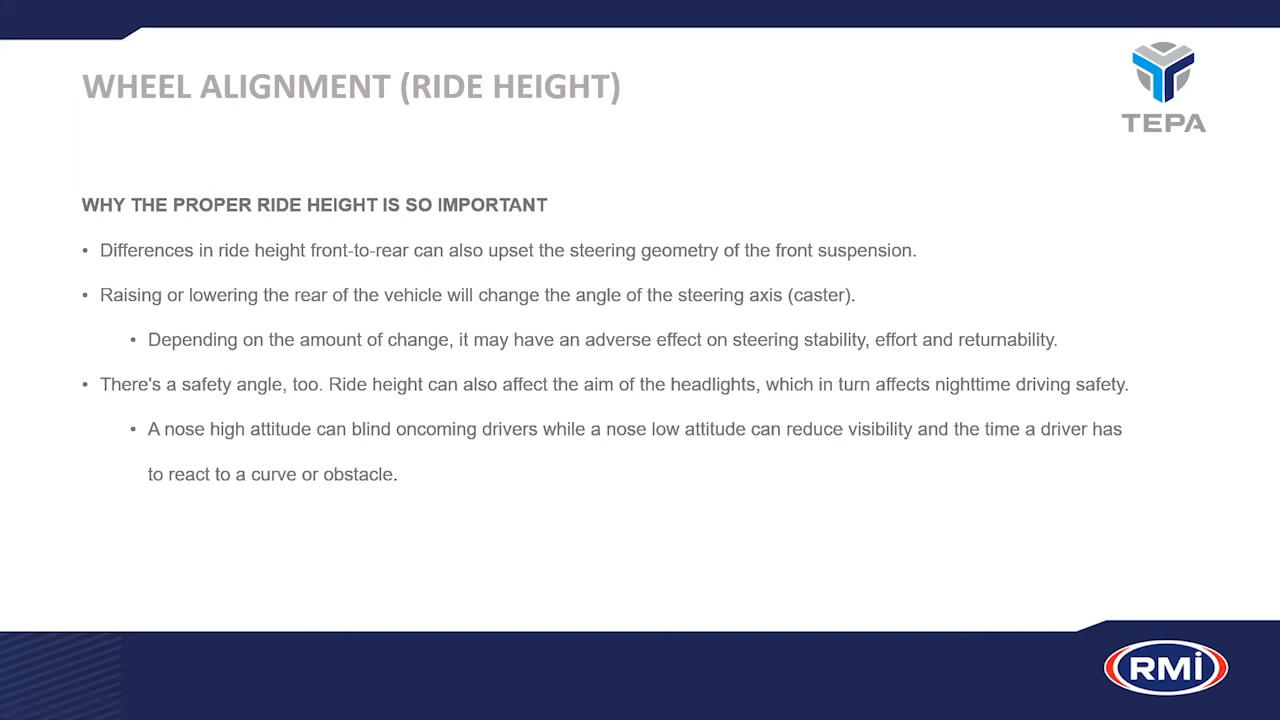 WHEEL ALIGNMENT (RIDE HEIGHT)
TEPA
WHY THE PROPER RIDE HEIGHT IS SO IMPORTANT
• Differences in ride height front-to-rear can also upset the steering geometry of the front suspension.
• Raising or lowering the rear of the vehicle will change the angle of the steering axis (caster).
• Depending on the amount of change, it may have an adverse effect on steering stability, effort and returnability.
• There's a safety angle, too. Ride height can also affect the aim of the headlights, which in turn affects nighttime driving safety.
• A nose high attitude can blind oncoming drivers while a nose low attitude can reduce visibility and the time a driver has
to react to a curve or obstacle.
RMi